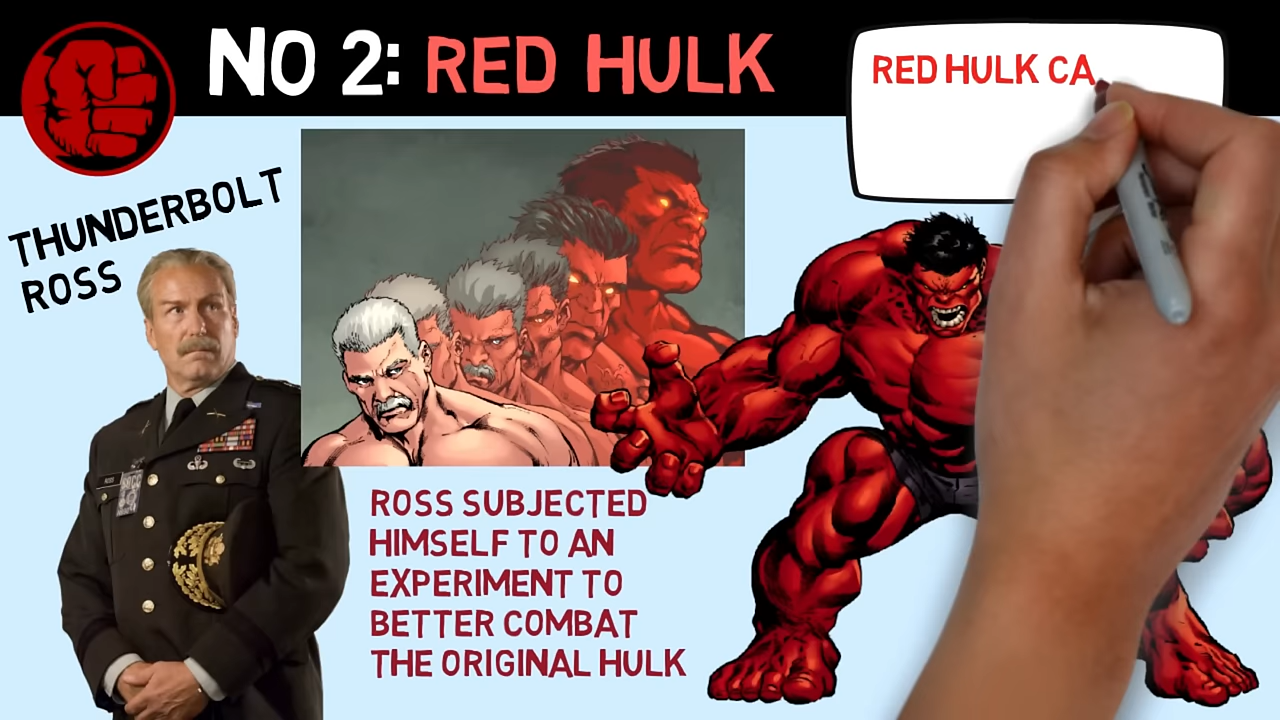 NO 2: RED HULK
RED HULK CA
THUNDERBOLT
ROSS
ROSS SUBJECTED
HIMSELF TO AN
EXPERIMENT TO
BETTER COMBAT
THE ORIGINAL HULK